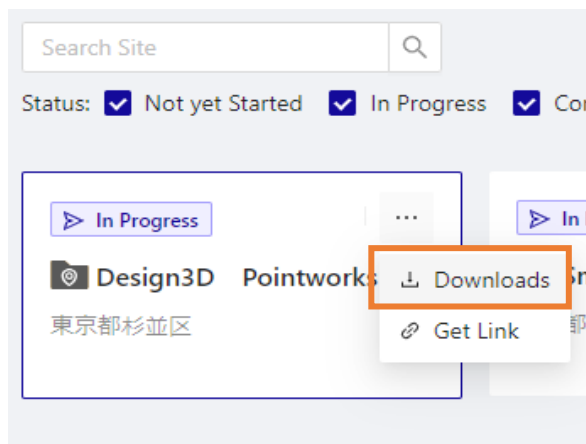 Search Site
Status: Not yet Started In Progress
In Progress
...
Design3D Pointworks
Downloads
東京都杉並区
Get Link